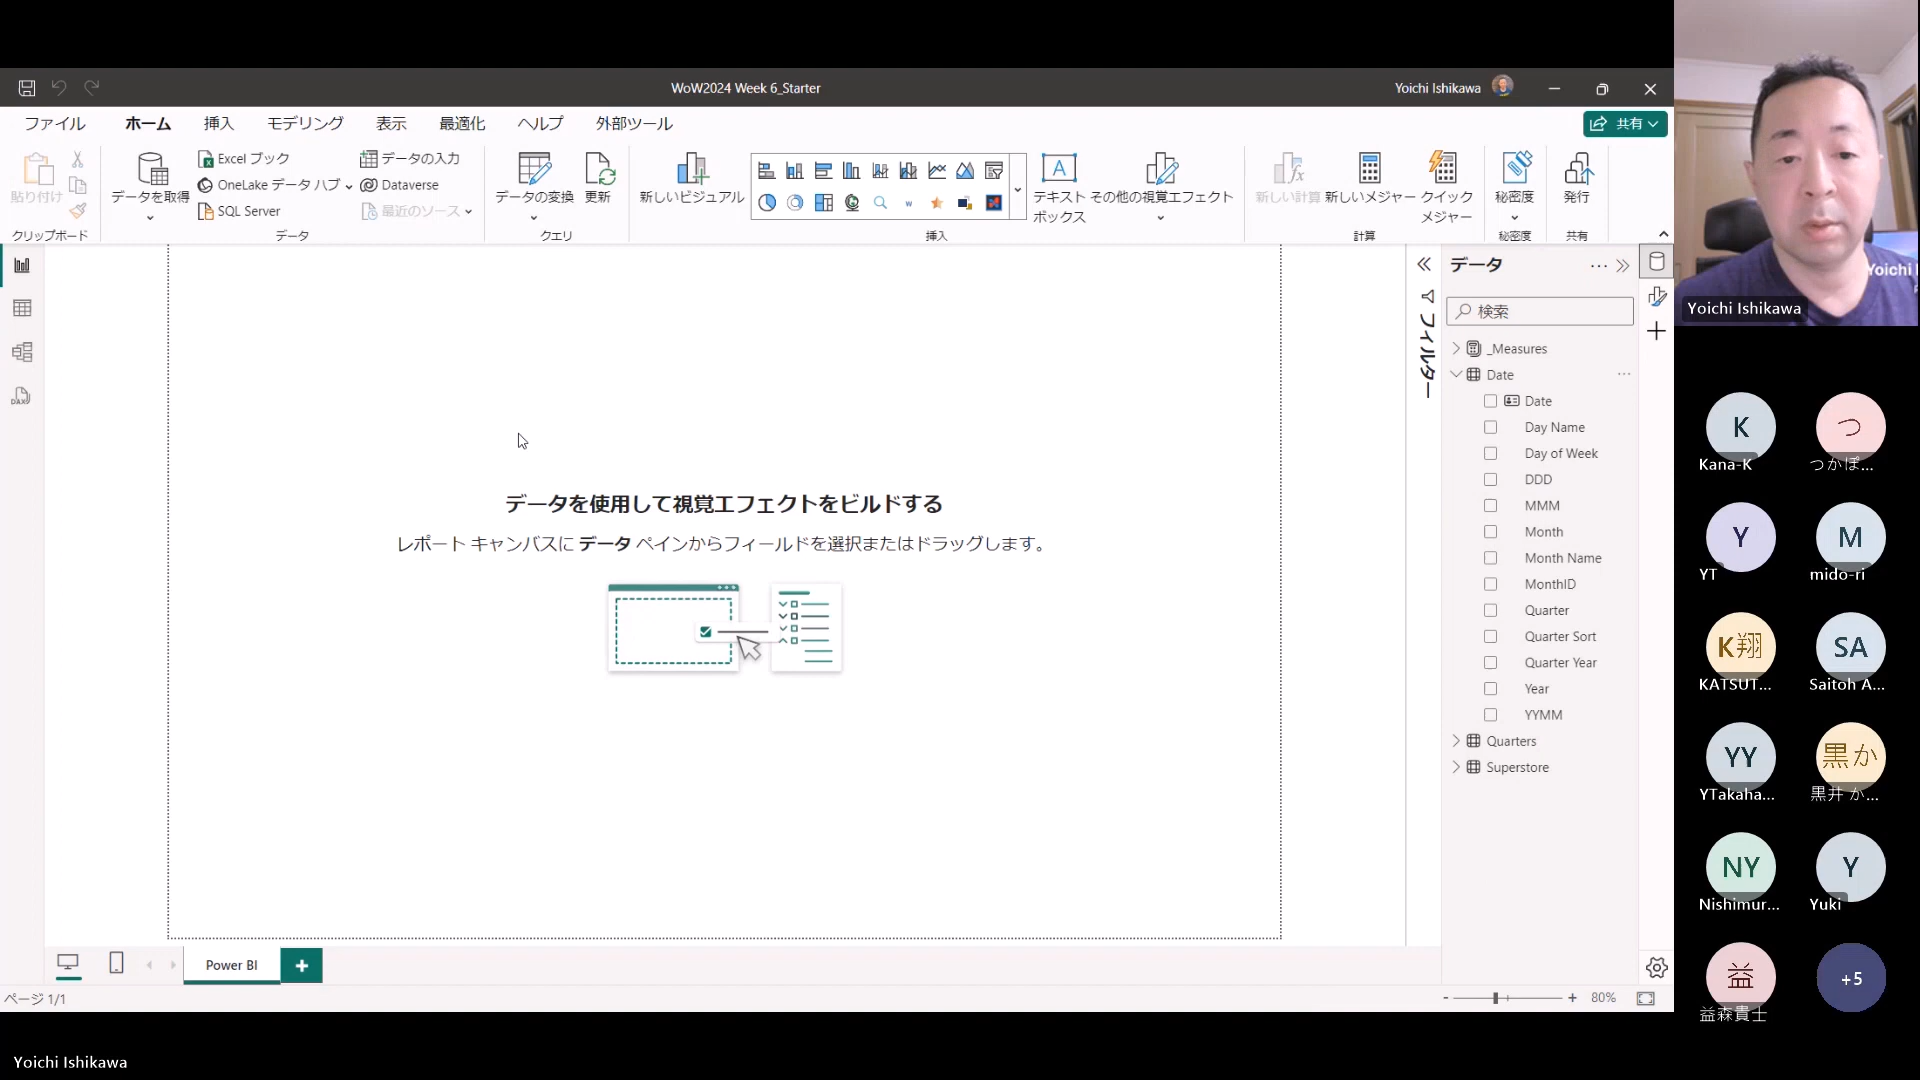 WoW2024 Week 6_Starter
Yoichi Ishikawa
ファイル
ホーム
挿入
モデリング
表示
最適化
ヘルプ
外部ツール
共有
貼り付け
データを取得
Excel ブック
OneLake データ ハブ
SQL Server
データの入力
Dataverse
最近のソース
データの変換
更新
新しいビジュアル
テキスト
ボックス
その他の視覚エフェクト
新しい計算
新しいメジャー
クイック
メジャー
秘密度
発行
クリップボード
データ
クエリ
挿入
計算
秘密度
共有
データを使用して視覚エフェクトをビルドする
レポート キャンバスに データ ペインからフィールドを選択またはドラッグします。
フィルター
データ
検索
_Measures
Date
Date
Day Name
Day of Week
DDD
MMM
Month
Month Name
MonthID
Quarter
Quarter Sort
Quarter Year
Year
YYMM
Quarters
Superstore
Power BI
ページ 1/1
80%
Yoichi
Yoichi Ishikawa
K
Kana-K
つ
つかぽ...
Y
YT
M
mido-ri
K翔
KATSUT...
SA
Saitoh A...
YY
YTakaha...
黒か
黒井 か...
NY
Nishimur...
Y
Yuki
益
益森貴士
+5
Yoichi Ishikawa